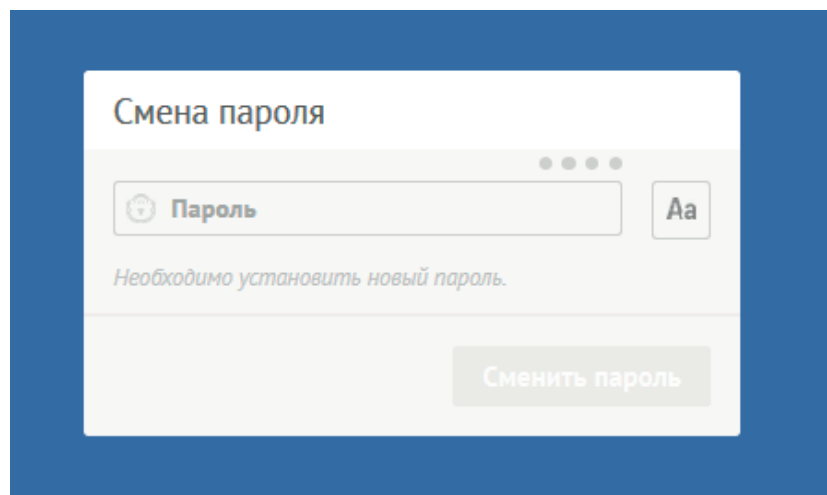 Смена пароля
Пароль
Aa
Необходимо установить новый пароль.
Сменить пароль